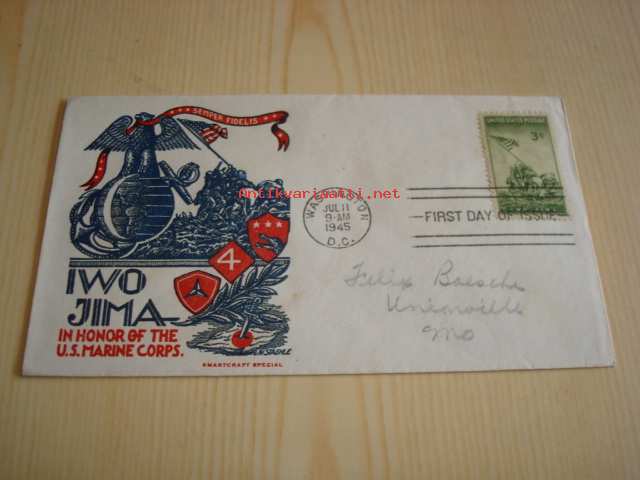 SEMPER FIDELIS
4
IWO
JIMA
IN HONOR OF THE
U.S. MARINE CORPS.
SMARTCRAFT SPECIAL
Antikvariaatti.net
WASHINGTON
JUL 11
9-AM
1945
D.C.
FIRST DAY OF ISSUE
UNITED STATES POSTAGE
3¢
Felix
Unionville
Mo